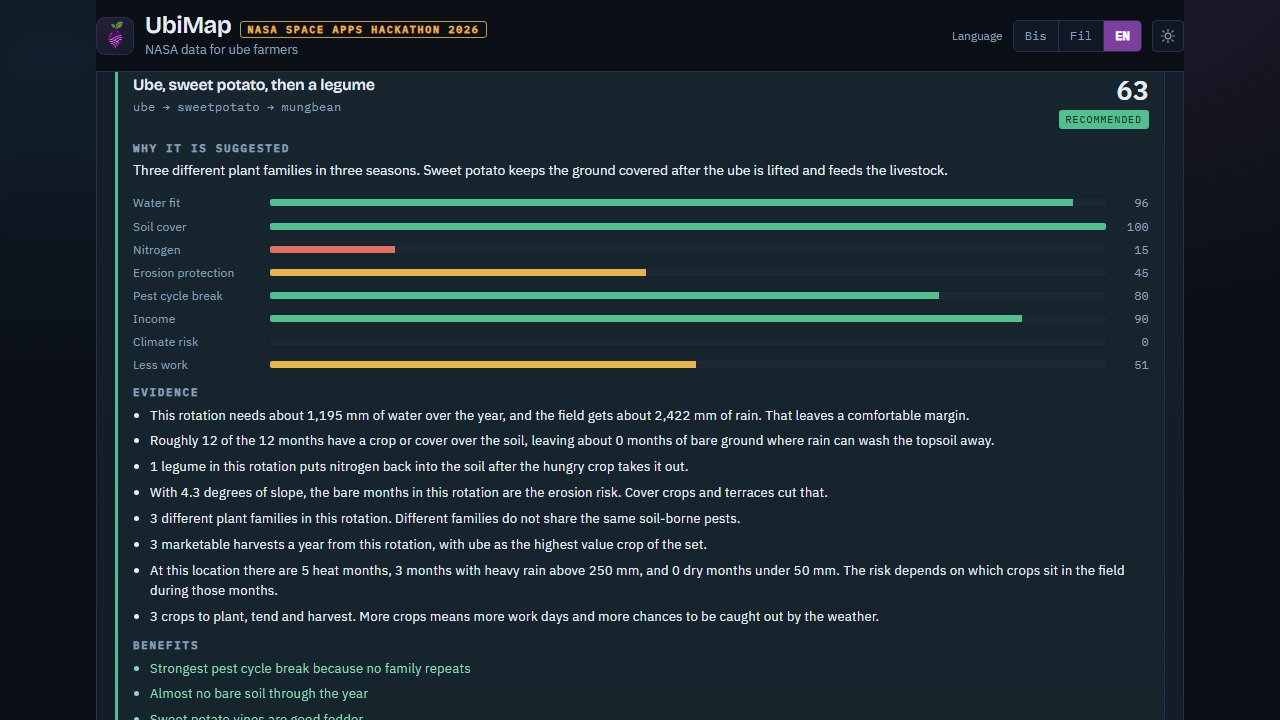 UbiMap NASA SPACE APPS HACKATHON 2026
NASA data for ube farmers
Language Bis Fil EN
Ube, sweet potato, then a legume
ube → sweetpotato → mungbean
63
RECOMMENDED
WHY IT IS SUGGESTED
Three different plant families in three seasons. Sweet potato keeps the ground covered after the ube is lifted and feeds the livestock.
Water fit 96
Soil cover 100
Nitrogen 15
Erosion protection 45
Pest cycle break 80
Income 90
Climate risk 0
Less work 51
EVIDENCE
This rotation needs about 1,195 mm of water over the year, and the field gets about 2,422 mm of rain. That leaves a comfortable margin.
Roughly 12 of the 12 months have a crop or cover over the soil, leaving about 0 months of bare ground where rain can wash the topsoil away.
1 legume in this rotation puts nitrogen back into the soil after the hungry crop takes it out.
With 4.3 degrees of slope, the bare months in this rotation are the erosion risk. Cover crops and terraces cut that.
3 different plant families in this rotation. Different families do not share the same soil-borne pests.
3 marketable harvests a year from this rotation, with ube as the highest value crop of the set.
At this location there are 5 heat months, 3 months with heavy rain above 250 mm, and 0 dry months under 50 mm. The risk depends on which crops sit in the field
during those months.
3 crops to plant, tend and harvest. More crops means more work days and more chances to be caught out by the weather.
BENEFITS
Strongest pest cycle break because no family repeats
Almost no bare soil through the year
Sweet potato vines are good fodder